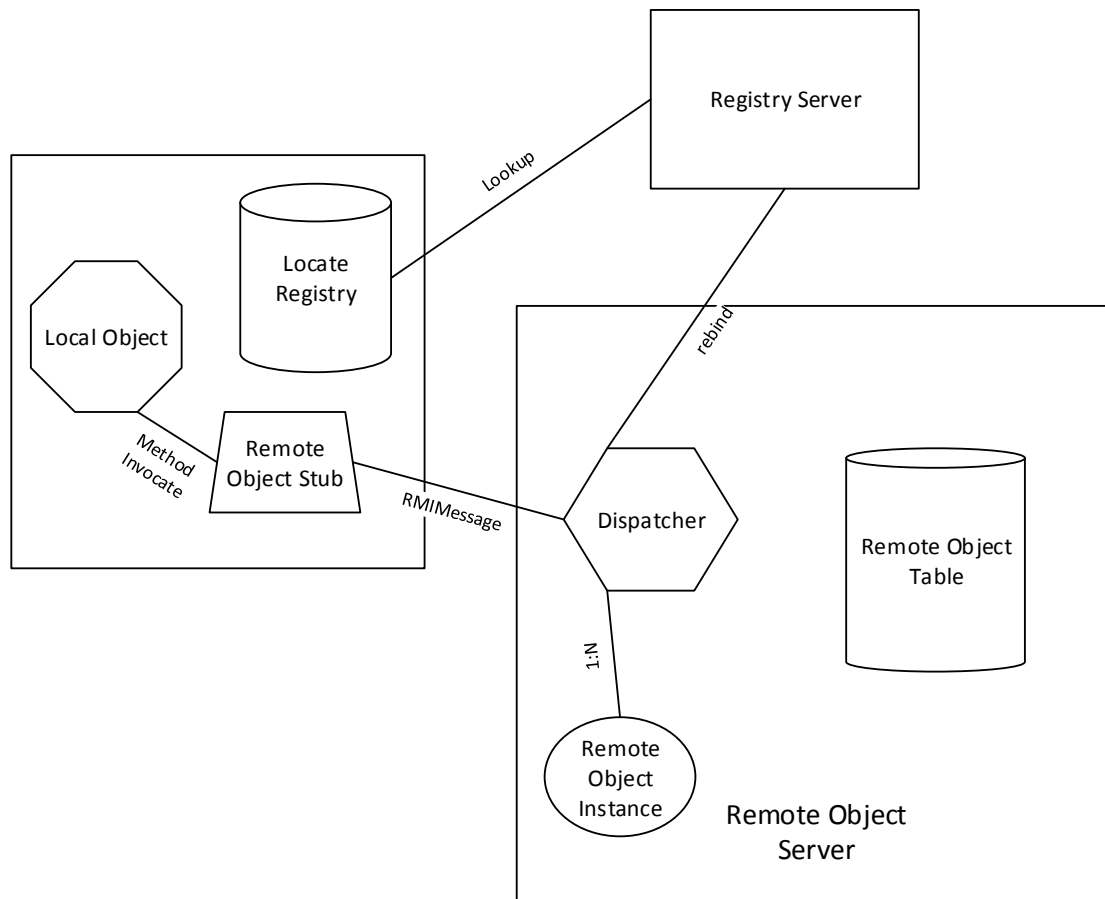 Registry Server
Lookup
Locate
Registry
Local Object
rebind
Method
Invocate
Remote
Object Stub
RMIMessage
Dispatcher
Remote Object
Table
1:N
Remote
Object
Instance
Remote Object
Server